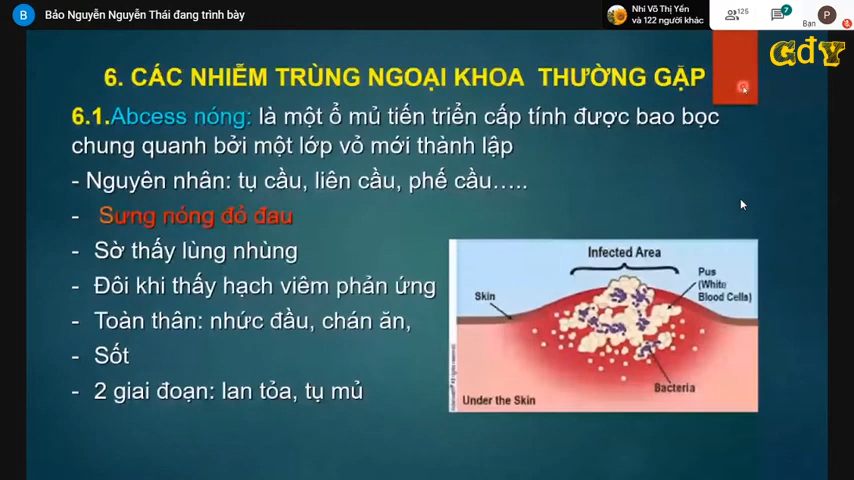 B Bảo Nguyễn Nguyễn Thái đang trình bày
Nhi Võ Thị Yến
và 122 người khác
125
7
Bạn
P
GđY
6. CÁC NHIỄM TRÙNG NGOẠI KHOA THƯỜNG GẶP
6.1.Abcess nóng: là một ổ mủ tiến triển cấp tính được bao bọc
chung quanh bởi một lớp vỏ mới thành lập
- Nguyên nhân: tụ cầu, liên cầu, phế cầu…..
- Sưng nóng đỏ đau
- Sờ thấy lùng nhùng
- Đôi khi thấy hạch viêm phản ứng
- Toàn thân: nhức đầu, chán ăn,
- Sốt
- 2 giai đoạn: lan tỏa, tụ mủ
Infected Area
Pus
(White
Blood Cells)
Skin
Bacteria
Under the Skin